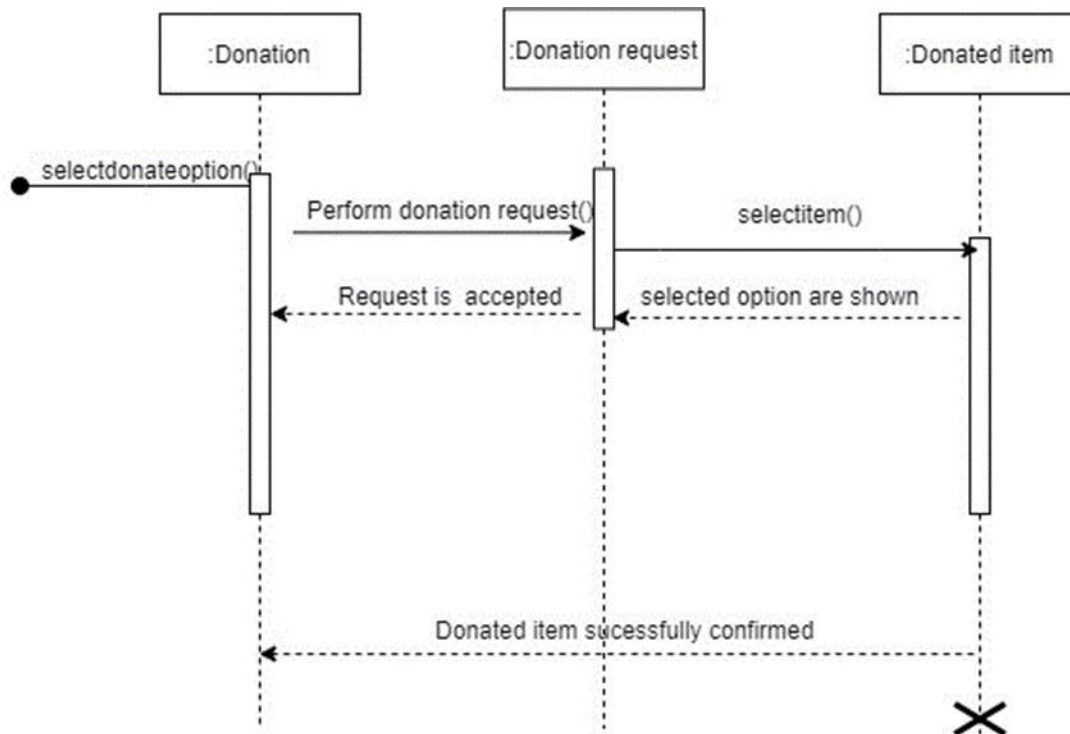 :Donation
:Donation request
:Donated item
selectdonateoption()
Perform donation request()
selectitem()
Request is accepted
selected option are shown
Donated item sucessfully confirmed